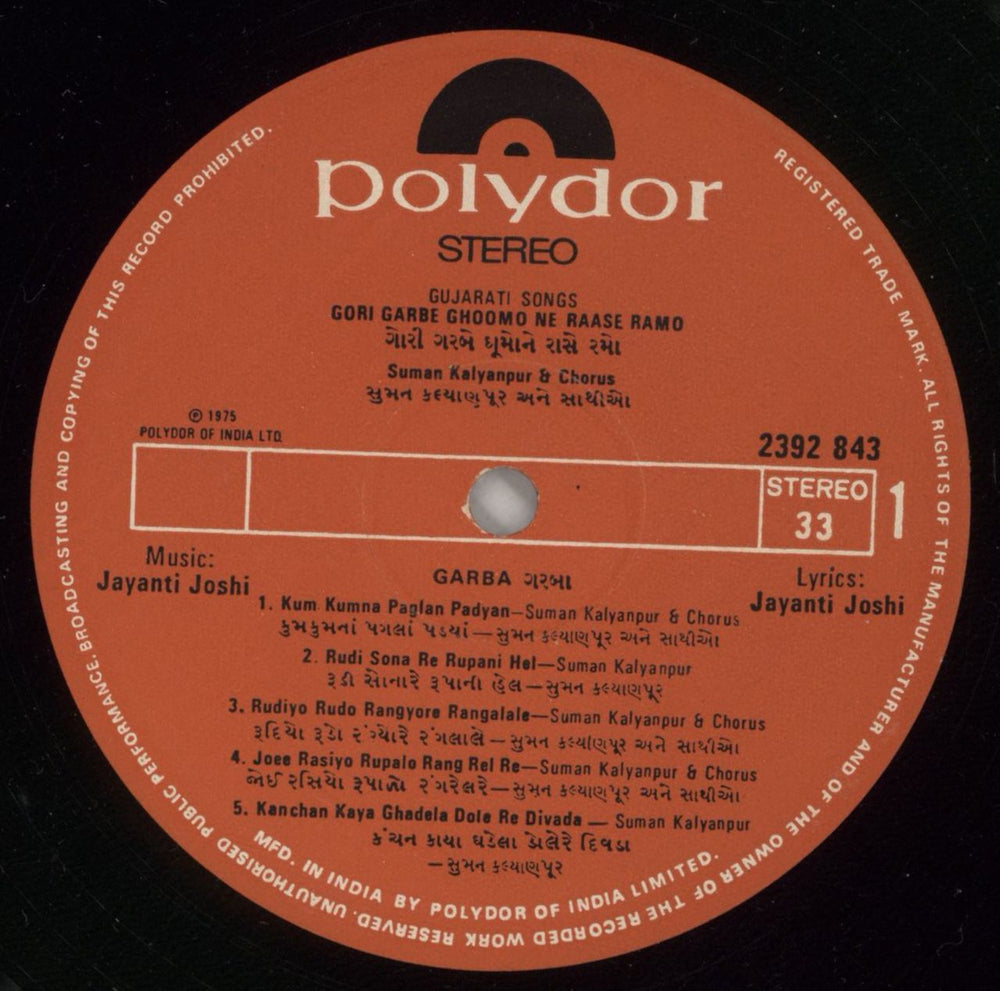 polydor
STEREO
GUJARATI SONGS
GORI GARBE GHOOMO NE RAASE RAMO
ગોરી ગરબે ઘૂમોને રાસે રમો
Suman Kalyanpur & Chorus
સુમન કલ્યાણપૂર અને સાથીઓ
℗ 1975
POLYDOR OF INDIA LTD.
2392 843
STEREO
33
1
Music:
Jayanti Joshi
Lyrics:
Jayanti Joshi
GARBA ગરબા
1. Kum Kumna Paglan Padyan—Suman Kalyanpur & Chorus
કુમકુમનાં પગલાં પડયાં — સુમન કલ્યાણપૂર અને સાથીઓ
2. Rudi Sona Re Rupani Hel—Suman Kalyanpur
રૂડી સોનારે રૂપાની હેલ — સુમન કલ્યાણપૂર
3. Rudiyo Rudo Rangyore Rangalale—Suman Kalyanpur & Chorus
રૂદિયો રૂડો રંગ્યોરે રંગલાલે — સુમન કલ્યાણપૂર અને સાથીઓ
4. Joee Rasiyo Rupalo Rang Rel Re—Suman Kalyanpur & Chorus
જોઈ રસિયો રૂપાળો રંગરેલરે — સુમન કલ્યાણપૂર અને સાથીઓ
5. Kanchan Kaya Ghadela Dole Re Divada — Suman Kalyanpur
કંચન કાયા ઘડેલા ડોલેરે દિવડા
— સુમન કલ્યાણપૂર
MFD. IN INDIA BY POLYDOR OF INDIA LIMITED.
REGISTERED TRADE MARK. ALL RIGHTS OF THE MANUFACTURER AND OF THE OWNER OF THE RECORDED WORK RESERVED. UNAUTHORISED PUBLIC PERFORMANCE, BROADCASTING AND COPYING OF THIS RECORD PROHIBITED.